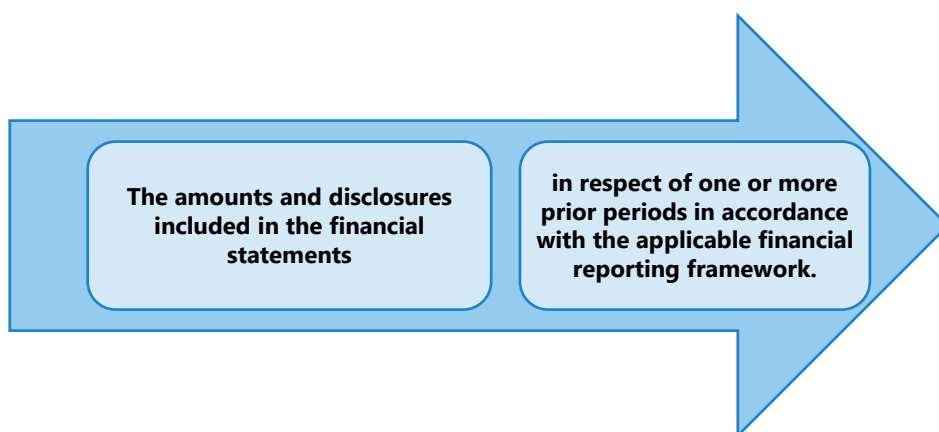 The amounts and disclosures
included in the financial
statements
in respect of one or more
prior periods in accordance
with the applicable financial
reporting framework.